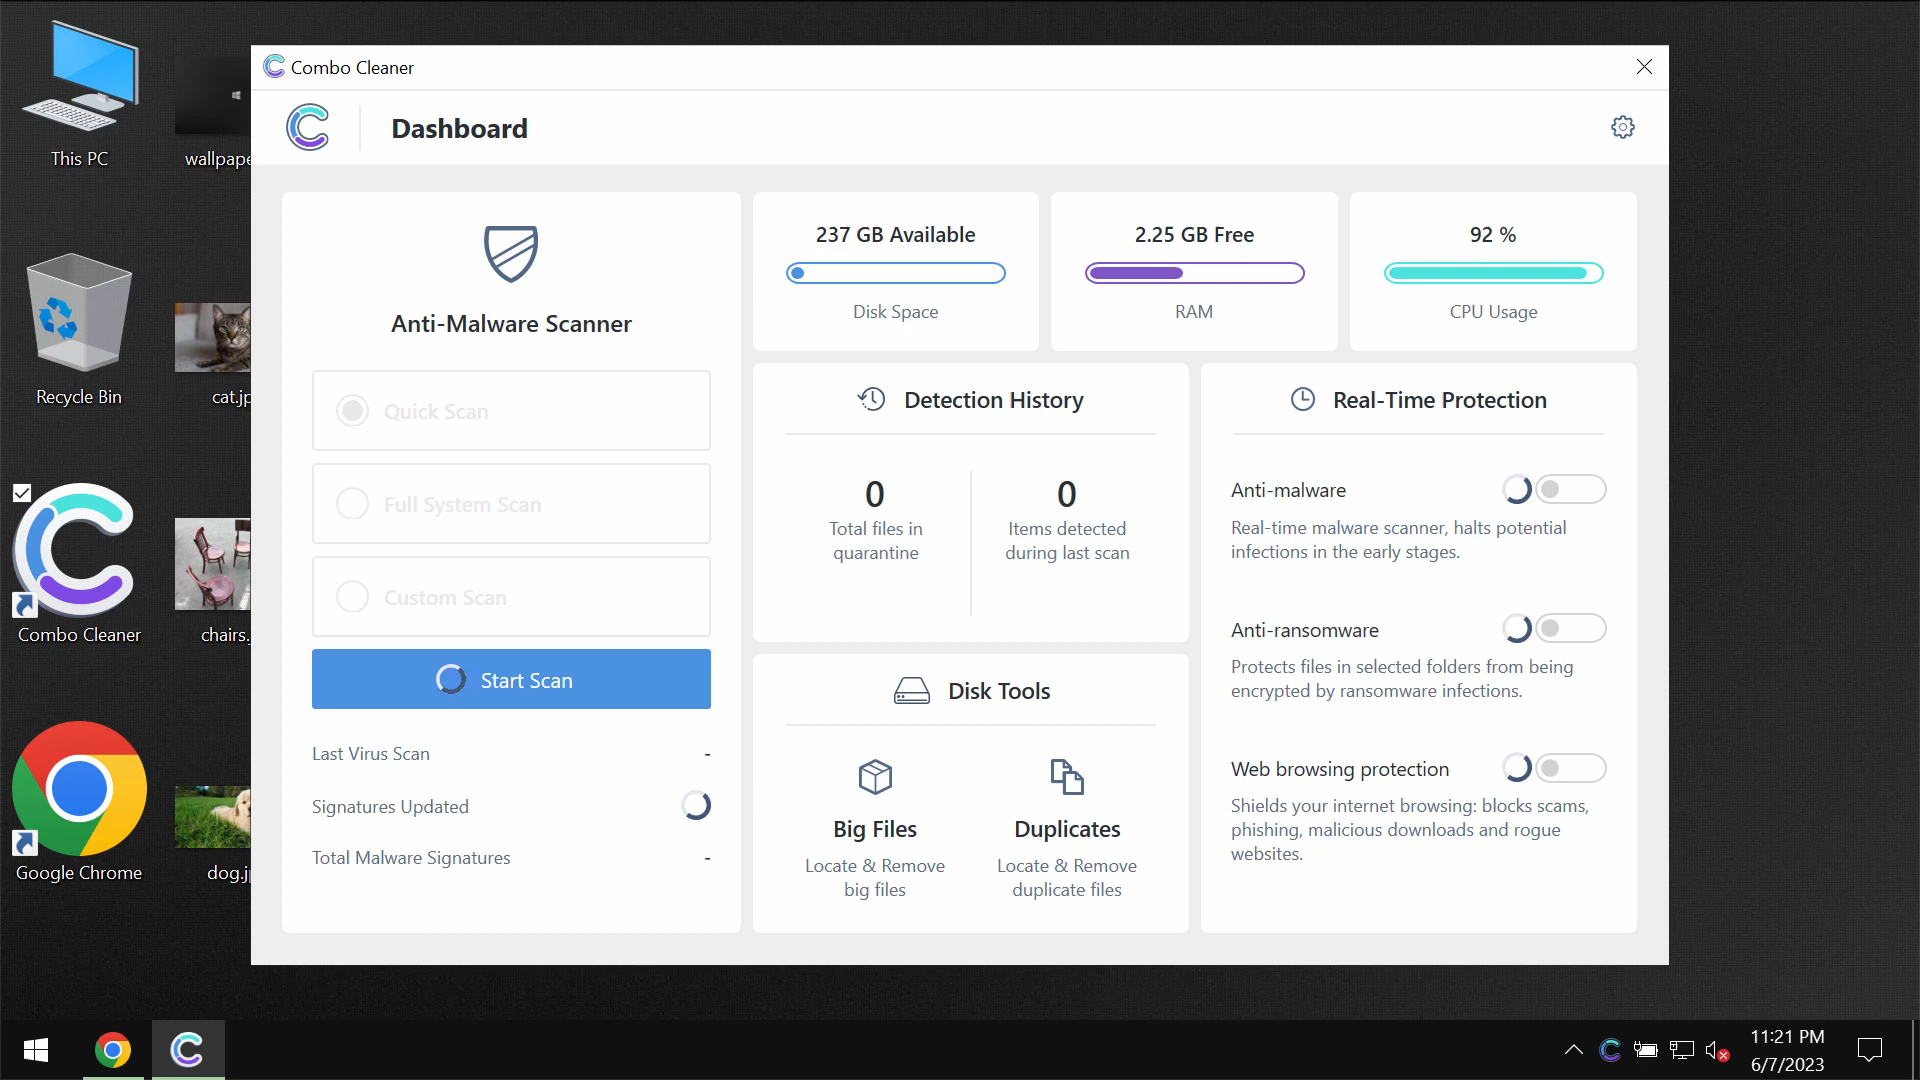 This PC
wallpape
Recycle Bin
cat.jp
Combo Cleaner
chairs.
Google Chrome
dog.j
Combo Cleaner
Dashboard
Anti-Malware Scanner
Quick Scan
Full System Scan
Custom Scan
Start Scan
Last Virus Scan -
Signatures Updated
Total Malware Signatures -
237 GB Available
Disk Space
2.25 GB Free
RAM
92 %
CPU Usage
Detection History
0
Total files in
quarantine
0
Items detected
during last scan
Disk Tools
Big Files
Locate & Remove
big files
Duplicates
Locate & Remove
duplicate files
Real-Time Protection
Anti-malware
Real-time malware scanner, halts potential
infections in the early stages.
Anti-ransomware
Protects files in selected folders from being
encrypted by ransomware infections.
Web browsing protection
Shields your internet browsing: blocks scams,
phishing, malicious downloads and rogue
websites.
11:21 PM
6/7/2023